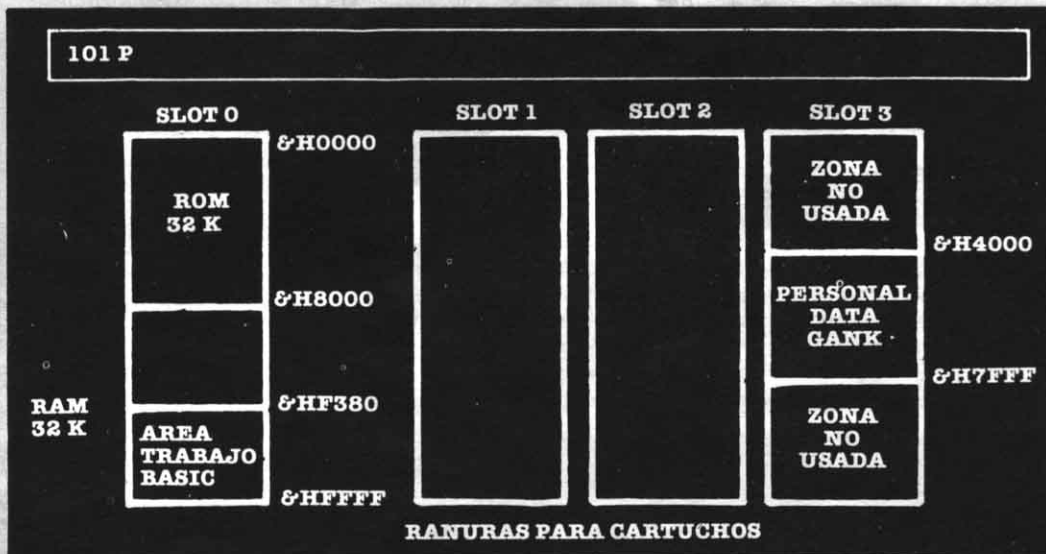 101 P
SLOT 0
SLOT 1
SLOT 2
SLOT 3
&H0000
ROM
32 K
&H8000
&HF380
RAM
32 K
AREA
TRABAJO
BASIC
&HFFFF
ZONA
NO
USADA
&H4000
PERSONAL
DATA
GANK
&H7FFF
ZONA
NO
USADA
RANURAS PARA CARTUCHOS